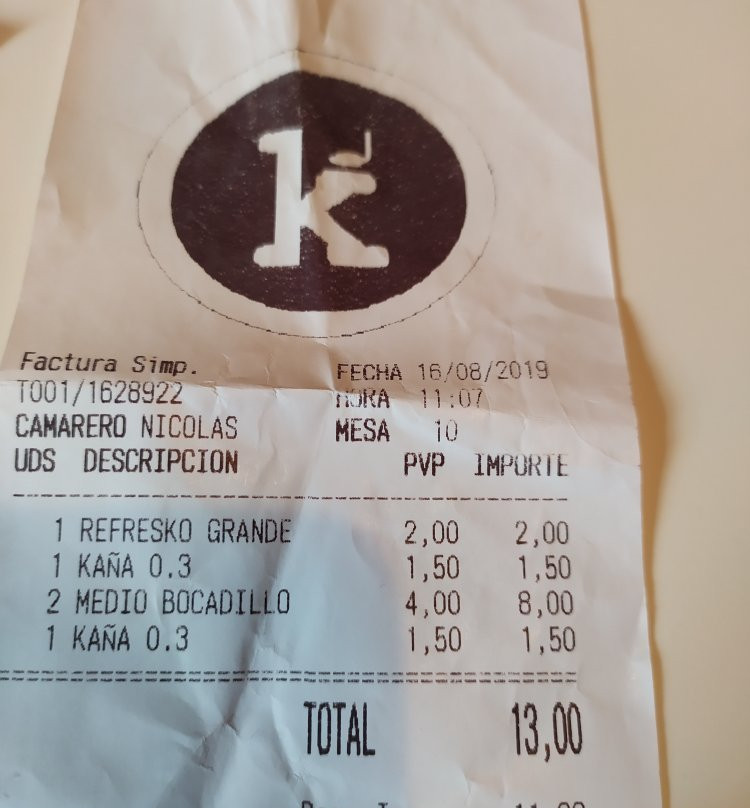 k
Factura Simp. FECHA 16/08/2019
T001/1628922 HORA 11:07
CAMARERO NICOLAS MESA 10
UDS DESCRIPCION PVP IMPORTE
1 REFRESKO GRANDE 2,00 2,00
1 KAÑA 0.3 1,50 1,50
2 MEDIO BOCADILLO 4,00 8,00
1 KAÑA 0.3 1,50 1,50
TOTAL 13,00